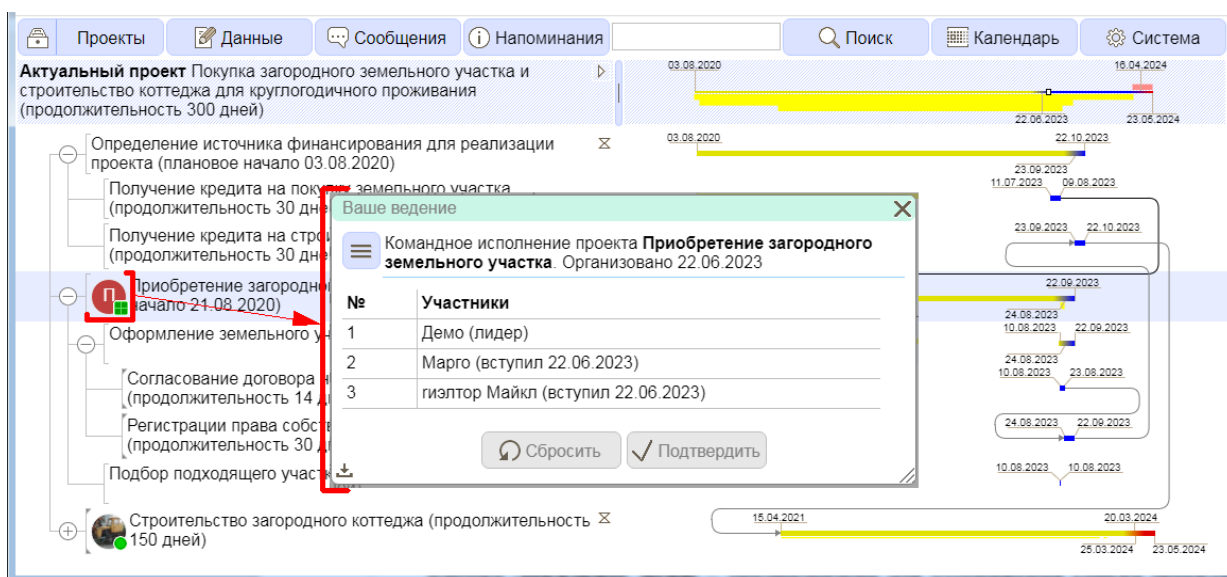 Проекты Данные Сообщения Напоминания Поиск Календарь Система
Актуальный проект Покупка загородного земельного участка и
строительство коттеджа для круглогодичного проживания
(продолжительность 300 дней)
03.08.2020 16.04.2024
22.06.2023 23.05.2024
Определение источника финансирования для реализации
проекта (плановое начало 03.08.2020)
03.08.2020 22.10.2023
23.09.2023
Получение кредита на покупку земельного участка
(продолжительность 30
11.07.2023 09.08.2023
Получение кредита на
(продолжительность 30
23.09.2023 22.10.2023
П
загородн
начало 21.08.2020)
22.09.2023
24.08.2023
Оформление земельного
10.08.2023 22.09.2023
24.08.2023
Согласование договора
(продолжительность 14
10.08.2023 23.08.2023
Регистрации права
(продолжительность 30
24.08.2023 22.09.2023
Подбор подходящего
10.08.2023 10.08.2023
Строительство загородного коттеджа (продолжительность
150 дней)
15.04.2021 20.03.2024
25.03.2024 23.05.2024
Ваше ведение
Командное исполнение проекта Приобретение загородного
земельного участка. Организовано 22.06.2023
№ Участники
1 Демо (лидер)
2 Марго (вступил 22.06.2023)
3 гиэлтор Майкл (вступил 22.06.2023)
Сбросить Подтвердить